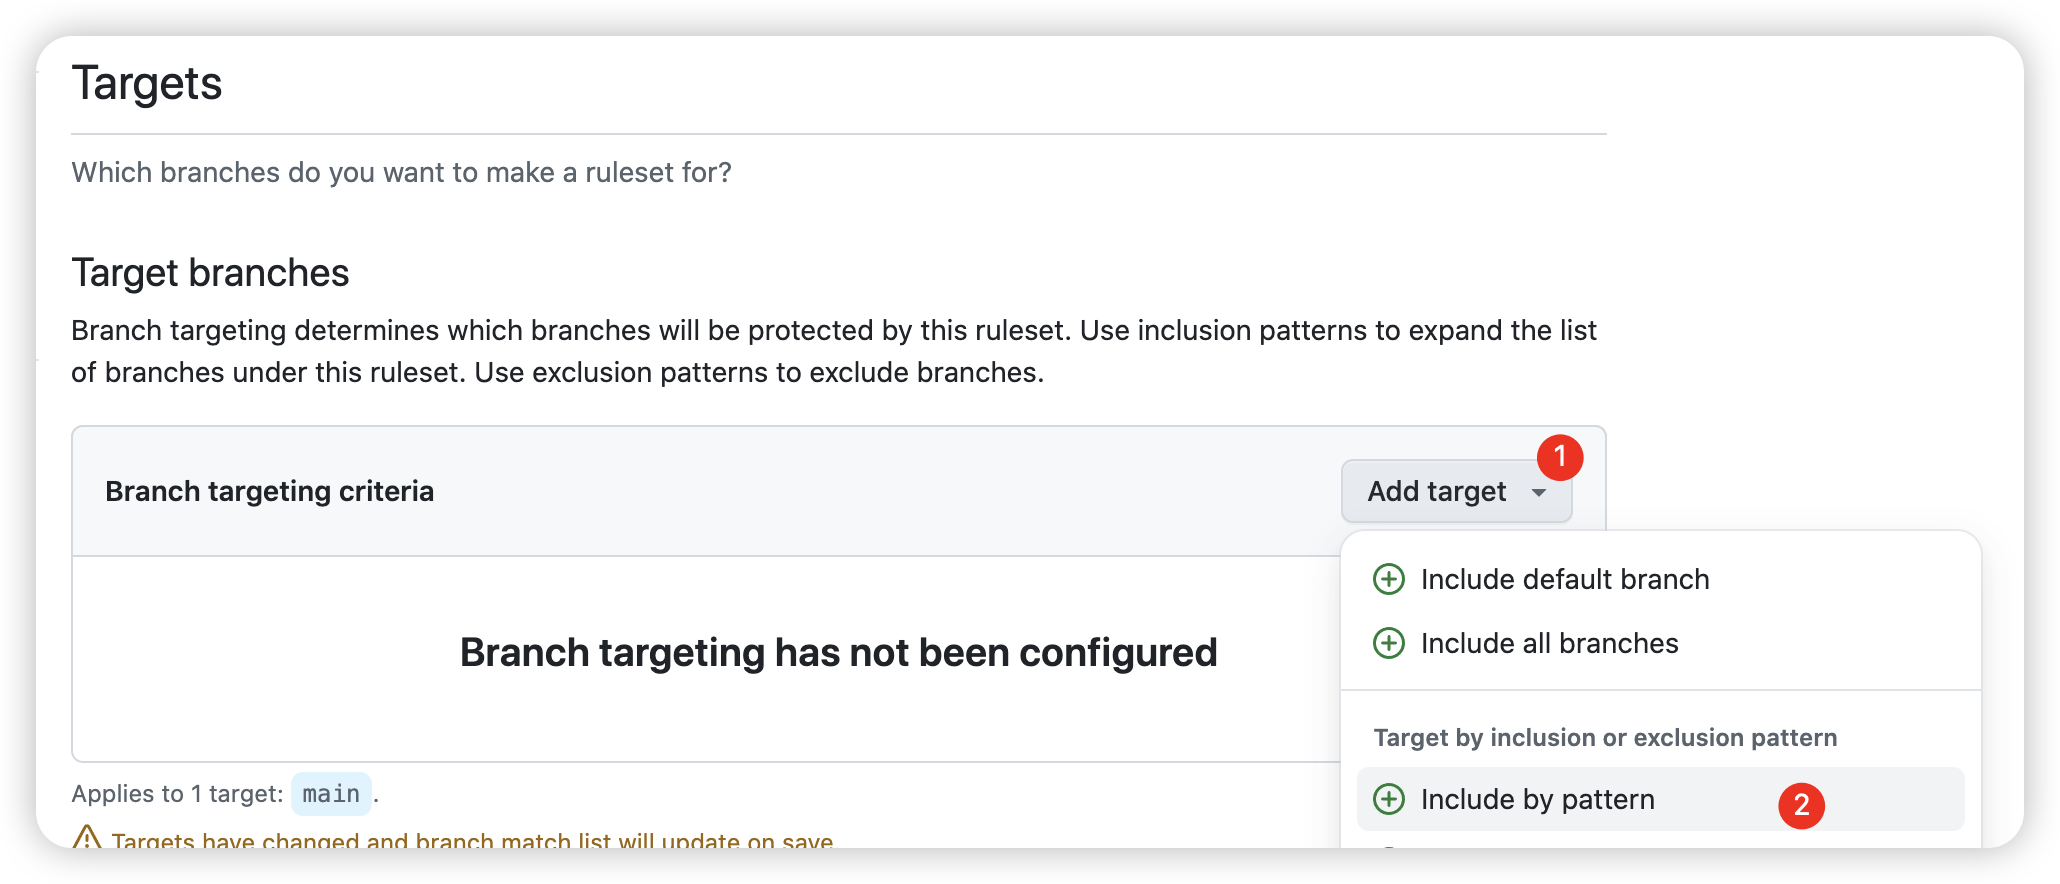 Targets
Which branches do you want to make a ruleset for?
Target branches
Branch targeting determines which branches will be protected by this ruleset. Use inclusion patterns to expand the list
of branches under this ruleset. Use exclusion patterns to exclude branches.
Branch targeting criteria
Add target
1
Include default branch
Include all branches
Branch targeting has not been configured
Target by inclusion or exclusion pattern
Include by pattern
2
Applies to 1 target: main.
Targets have changed and branch match list will update on save